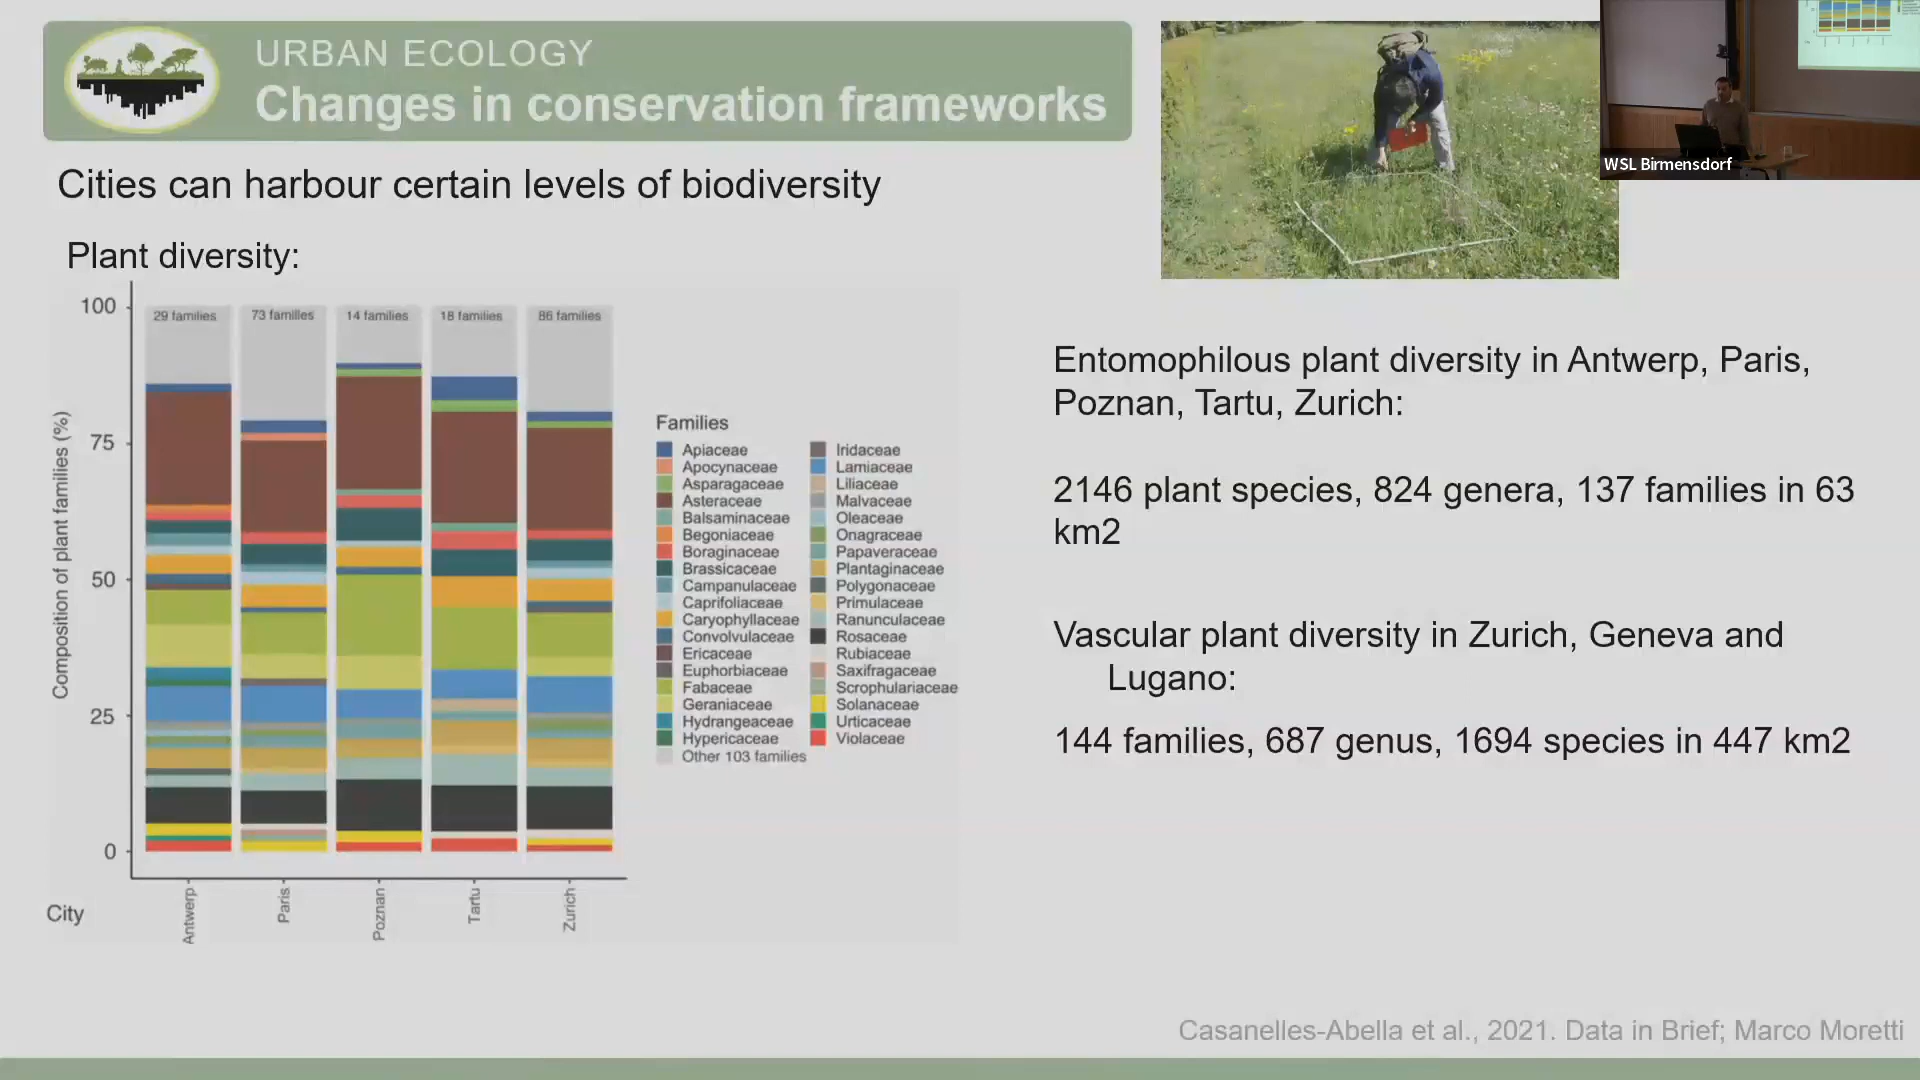 URBAN ECOLOGY
Changes in conservation frameworks
WSL Birmensdorf
Cities can harbour certain levels of biodiversity
Plant diversity:
100
75
50
25
0
Composition of plant families (%)
29 families
73 families
14 families
18 families
86 families
City
Antwerp
Paris
Poznan
Tartu
Zurich
Families
Apiaceae
Apocynaceae
Asparagaceae
Asteraceae
Balsaminaceae
Begoniaceae
Boraginaceae
Brassicaceae
Campanulaceae
Caprifoliaceae
Caryophyllaceae
Convolvulaceae
Ericaceae
Euphorbiaceae
Fabaceae
Geraniaceae
Hydrangeaceae
Hypericaceae
Other 103 families
Iridaceae
Lamiaceae
Liliaceae
Malvaceae
Oleaceae
Onagraceae
Papaveraceae
Plantaginaceae
Polygonaceae
Primulaceae
Ranunculaceae
Rosaceae
Rubiaceae
Saxifragaceae
Scrophulariaceae
Solanaceae
Urticaceae
Violaceae
Entomophilous plant diversity in Antwerp, Paris,
Poznan, Tartu, Zurich:
2146 plant species, 824 genera, 137 families in 63
km2
Vascular plant diversity in Zurich, Geneva and
Lugano:
144 families, 687 genus, 1694 species in 447 km2
Casanelles-Abella et al., 2021. Data in Brief; Marco Moretti